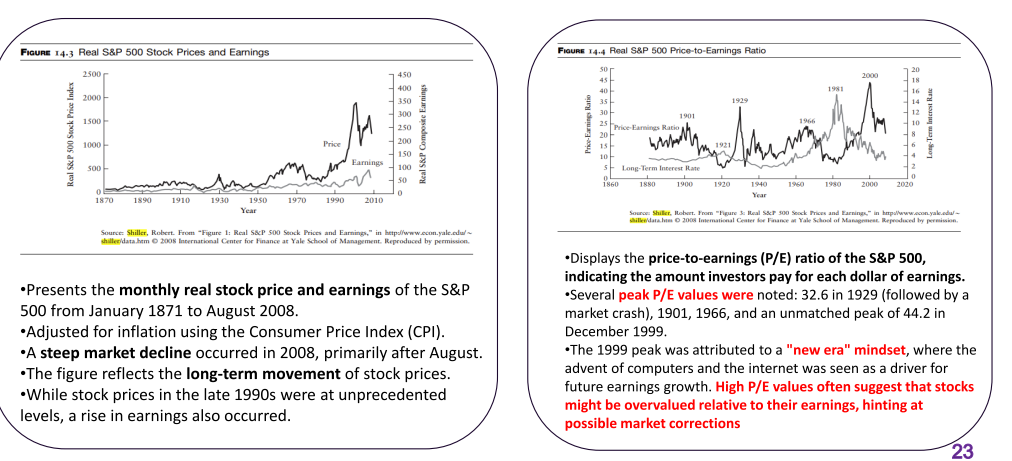 FIGURE 14.3 Real S&P 500 Stock Prices and Earnings
Real S&P 500 Stock Price Index
2500
2000
1500
1000
500
0
450
400
350
300
250
200
150
100
50
0
Real S&P Composite Earnings
Price
Earnings
1870 1890 1910 1930 1950 1970 1990 2010
Year
Source: Shiller, Robert. From “Figure 1: Real S&P 500 Stock Prices and Earnings,” in http://www.econ.yale.edu/~
shiller/data.htm © 2008 International Center for Finance at Yale School of Management. Reproduced by permission.
•Presents the monthly real stock price and earnings of the S&P
500 from January 1871 to August 2008.
•Adjusted for inflation using the Consumer Price Index (CPI).
•A steep market decline occurred in 2008, primarily after August.
•The figure reflects the long-term movement of stock prices.
•While stock prices in the late 1990s were at unprecedented
levels, a rise in earnings also occurred.
FIGURE 14.4 Real S&P 500 Price-to-Earnings Ratio
Price-Earnings Ratio
50
45
40
35
30
25
20
15
10
5
0
20
18
16
14
12
10
8
6
4
2
0
Long-Term Interest Rate
2000
1981
1929
1901
1966
Price-Earnings Ratio
1921
Long-Term Interest Rate
1860 1880 1900 1920 1940 1960 1980 2000 2020
Year
Source: Shiller, Robert. From “Figure 3: Real S&P 500 Stock Prices and Earnings,” in http://www.econ.yale.edu/~
shiller/data.htm © 2008 International Center for Finance at Yale School of Management. Reproduced by permission.
•Displays the price-to-earnings (P/E) ratio of the S&P 500,
indicating the amount investors pay for each dollar of earnings.
•Several peak P/E values were noted: 32.6 in 1929 (followed by a
market crash), 1901, 1966, and an unmatched peak of 44.2 in
December 1999.
•The 1999 peak was attributed to a "new era" mindset, where the
advent of computers and the internet was seen as a driver for
future earnings growth. High P/E values often suggest that stocks
might be overvalued relative to their earnings, hinting at
possible market corrections
23